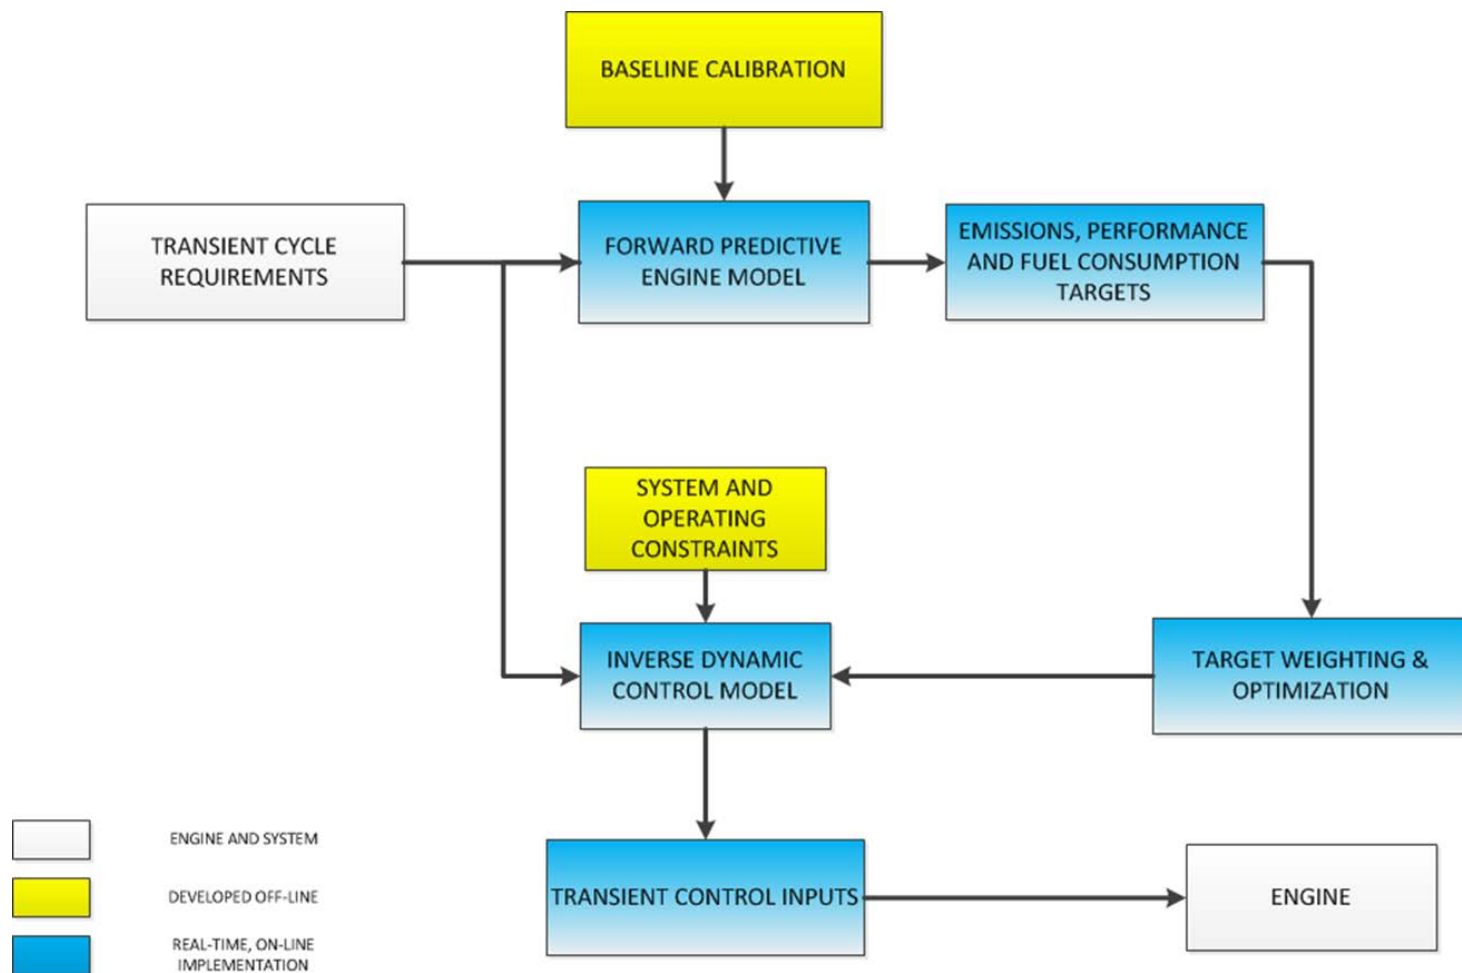 BASELINE CALIBRATION
TRANSIENT CYCLE
REQUIREMENTS
FORWARD PREDICTIVE
ENGINE MODEL
EMISSIONS, PERFORMANCE
AND FUEL CONSUMPTION
TARGETS
SYSTEM AND
OPERATING
CONSTRAINTS
INVERSE DYNAMIC
CONTROL MODEL
TARGET WEIGHTING &
OPTIMIZATION
TRANSIENT CONTROL INPUTS
ENGINE
ENGINE AND SYSTEM
DEVELOPED OFF-LINE
REAL-TIME, ON-LINE
IMPLEMENTATION